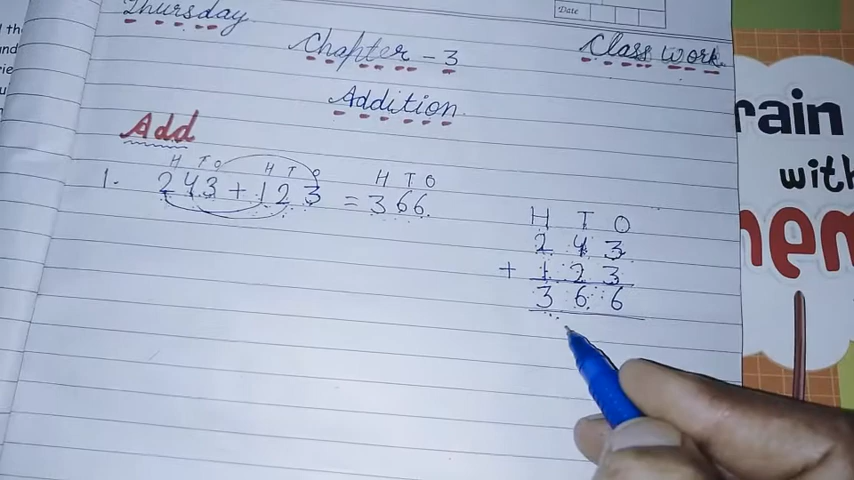 Date
Thursday
Chapter - 3
Class Work
Addition
Add
H T O H T O H T O
1. 243 + 123 = 366
H T O
2 4 3
+ 1 2 3
3 6 6
with